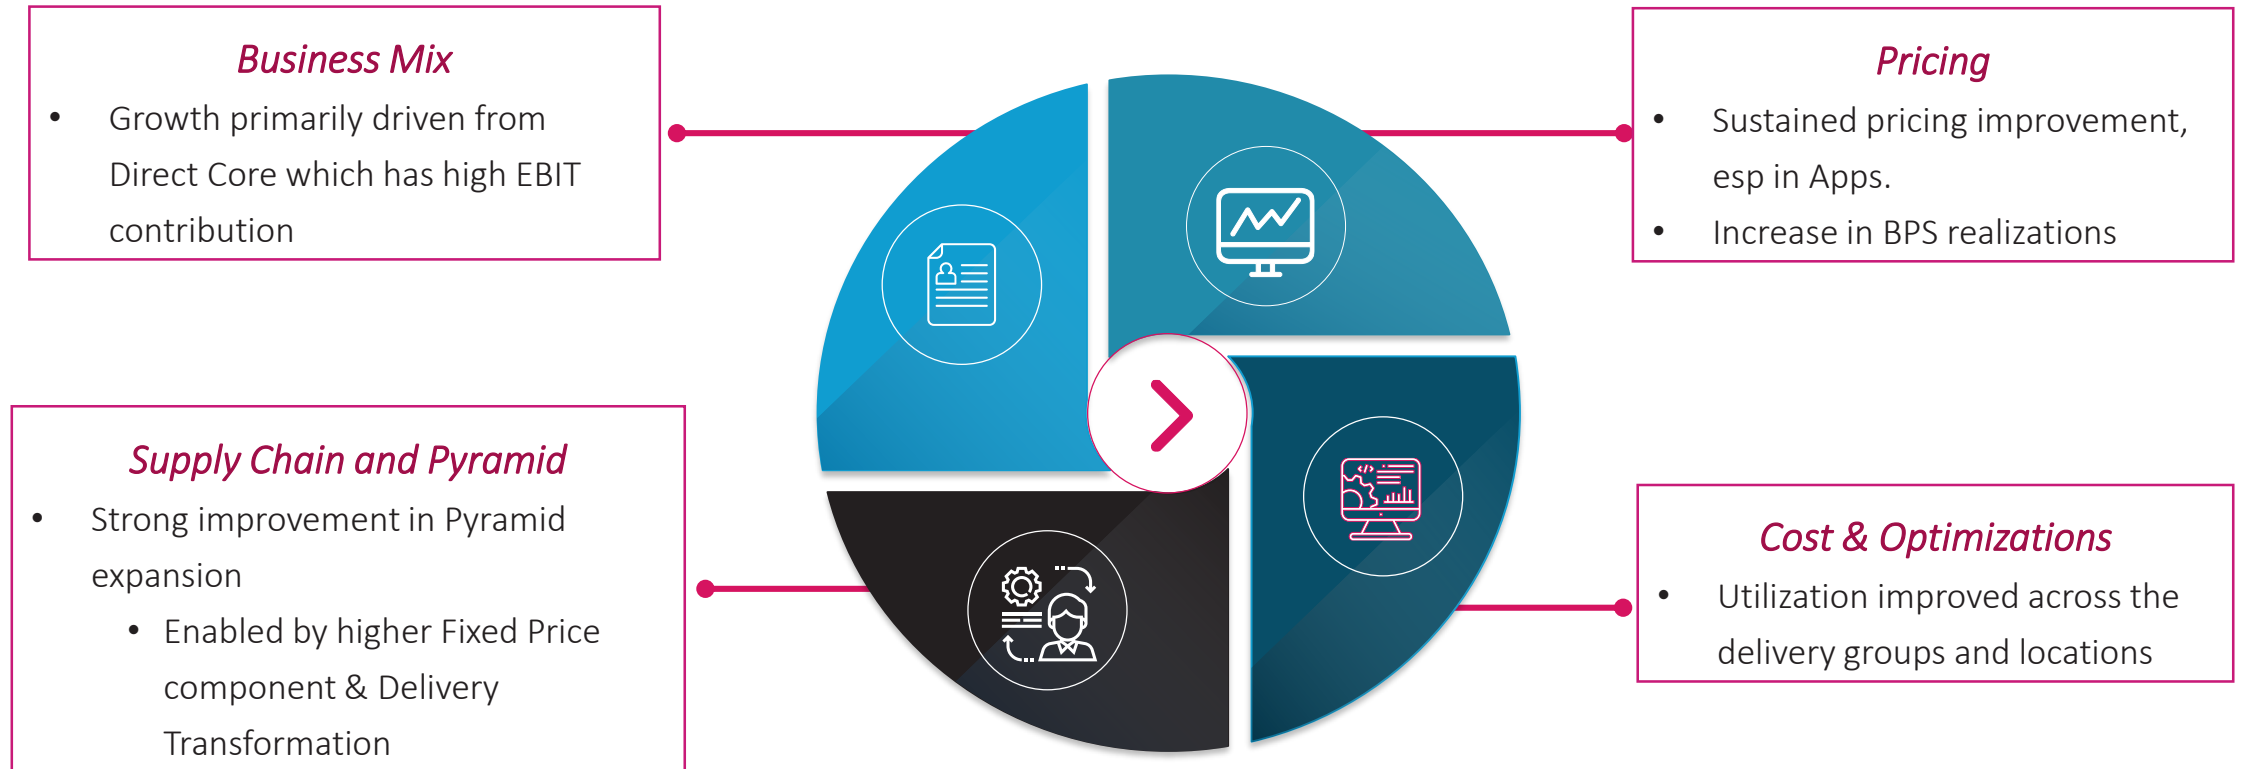 Business Mix
• Growth primarily driven from
Direct Core which has high EBIT
contribution
Pricing
• Sustained pricing improvement,
esp in Apps.
• Increase in BPS realizations
Supply Chain and Pyramid
• Strong improvement in Pyramid
expansion
• Enabled by higher Fixed Price
component & Delivery
Transformation
Cost & Optimizations
• Utilization improved across the
delivery groups and locations